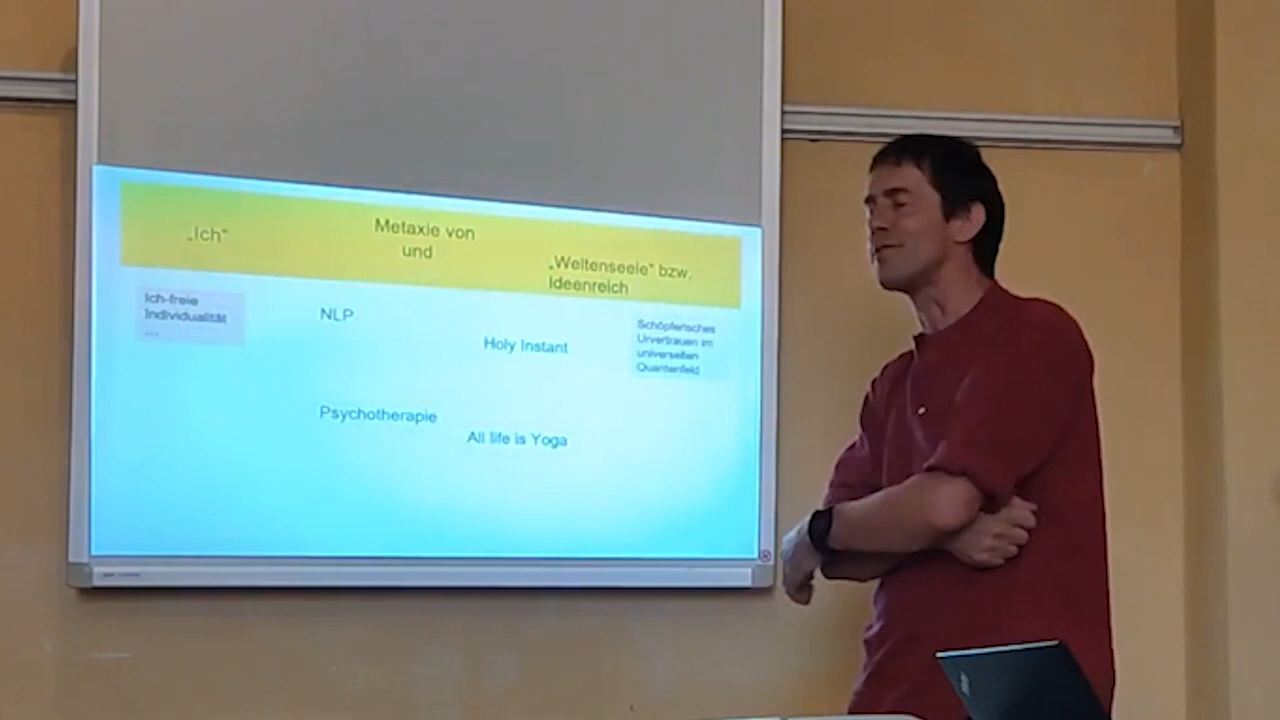 „Ich“
Metaxie von
und
„Weltenseele“ bzw.
Ideenreich
Ich-freie
Individualität
...
NLP
Holy Instant
Schöpferisches
Urvertrauen im
universellen
Quantenfeld
Psychotherapie
All life is Yoga